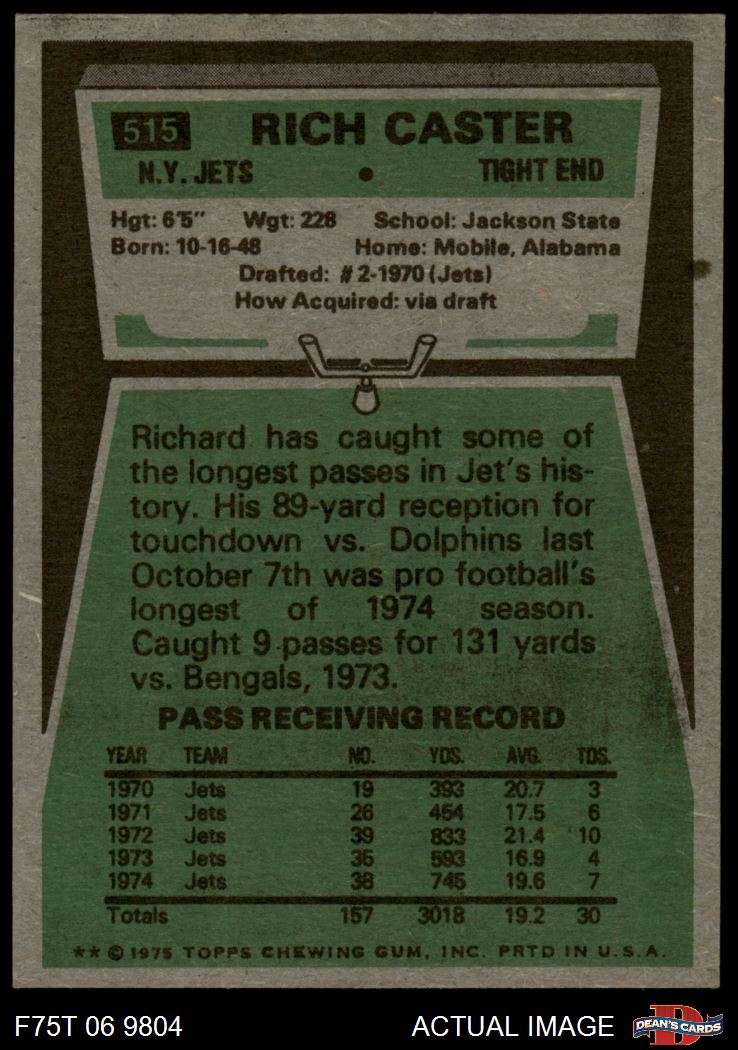 515 RICH CASTER
N.Y. JETS • TIGHT END
Hgt: 6'5" Wgt: 228 School: Jackson State
Born: 10-16-48 Home: Mobile, Alabama
Drafted: #2-1970 (Jets)
How Acquired: via draft
Richard has caught some of
the longest passes in Jet's his-
tory. His 89-yard reception for
touchdown vs. Dolphins last
October 7th was pro football's
longest of 1974 season.
Caught 9 passes for 131 yards
vs. Bengals, 1973.
PASS RECEIVING RECORD
YEAR TEAM NO. YDS. AVG. TDS.
1970 Jets 19 393 20.7 3
1971 Jets 26 454 17.5 6
1972 Jets 39 833 21.4 10
1973 Jets 35 593 16.9 4
1974 Jets 38 745 19.6 7
Totals 157 3018 19.2 30
** © 1975 TOPPS CHEWING GUM, INC. PRTD IN U.S.A.
F75T 06 9804 ACTUAL IMAGE DEAN'S CARDS